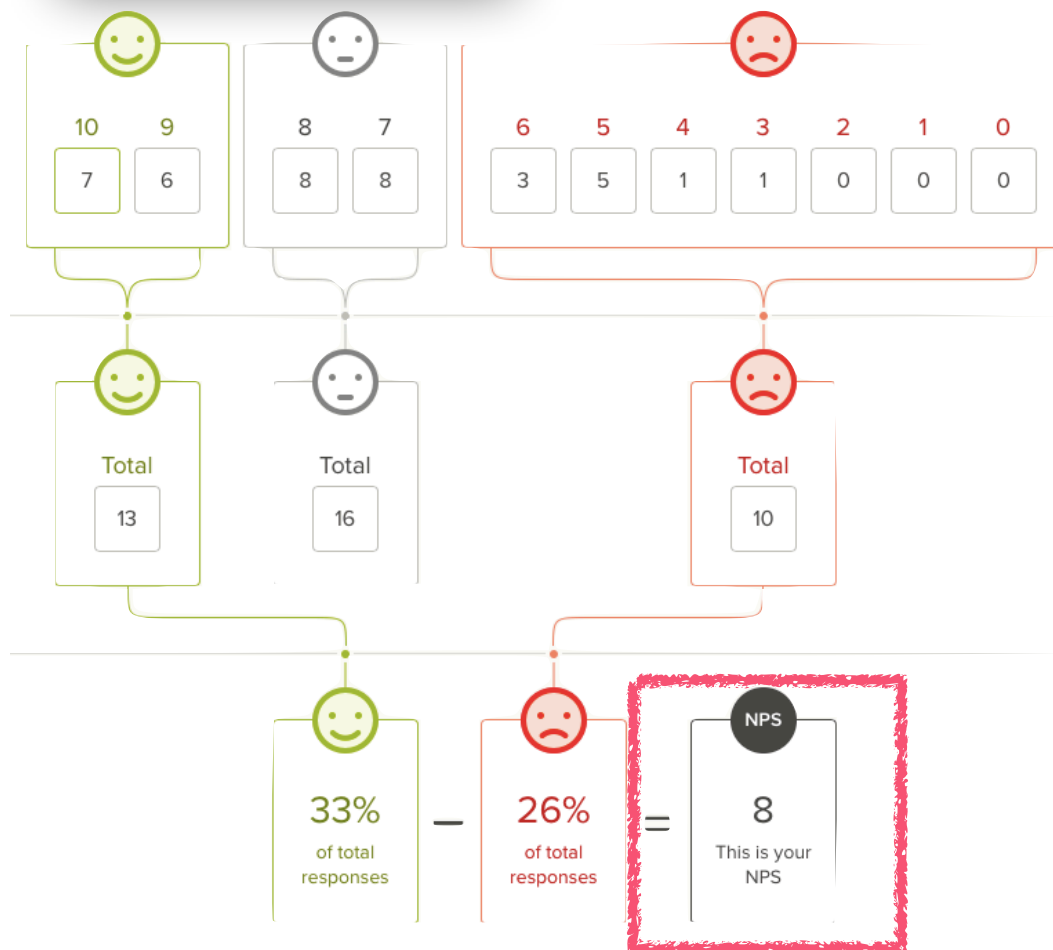 10 9 8 7 6 5 4 3 2 1 0
7 6 8 8 3 5 1 1 0 0 0
Total Total Total
13 16 10
NPS
33% – 26% = 8
of total responses
of total responses
This is your NPS